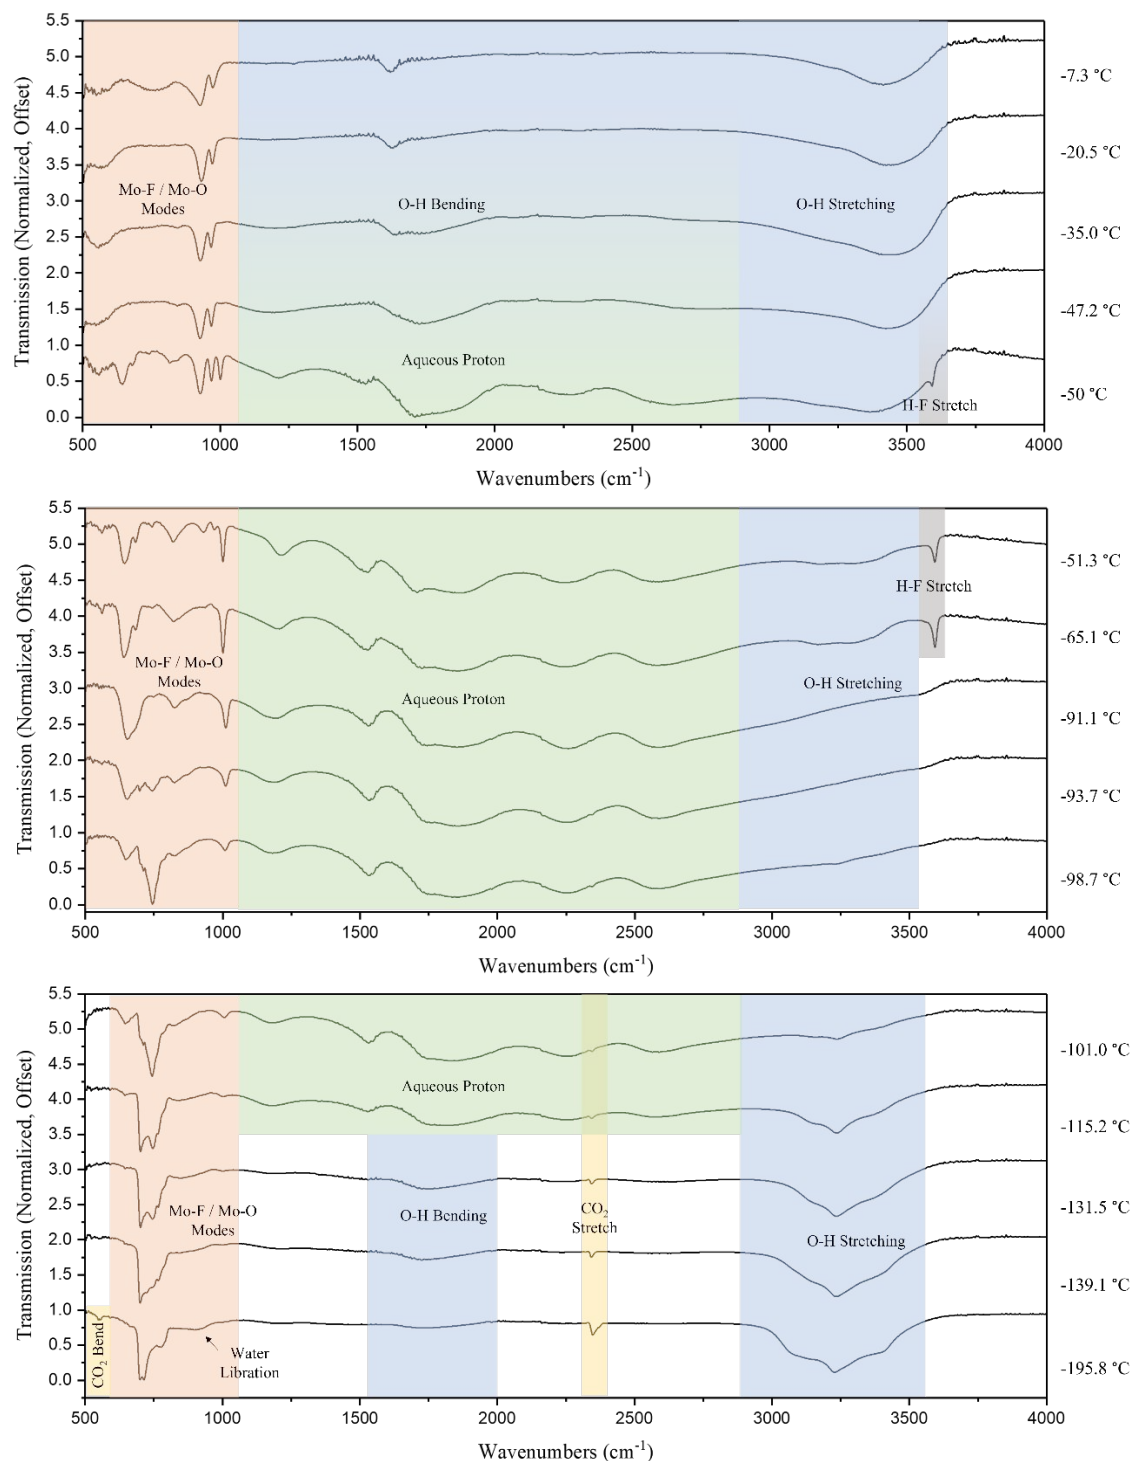 5.5
5.0
4.5
4.0
3.5
3.0
2.5
2.0
1.5
1.0
0.5
0.0
Transmission (Normalized, Offset)
Mo-F / Mo-O
Modes
O-H Bending
O-H Stretching
Aqueous Proton
H-F Stretch
-7.3 °C
-20.5 °C
-35.0 °C
-47.2 °C
-50 °C
500 1000 1500 2000 2500 3000 3500 4000
Wavenumbers (cm⁻¹)
5.5
5.0
4.5
4.0
3.5
3.0
2.5
2.0
1.5
1.0
0.5
0.0
Transmission (Normalized, Offset)
H-F Stretch
Mo-F / Mo-O
Modes
O-H Stretching
Aqueous Proton
-51.3 °C
-65.1 °C
-91.1 °C
-93.7 °C
-98.7 °C
500 1000 1500 2000 2500 3000 3500 4000
Wavenumbers (cm⁻¹)
5.5
5.0
4.5
4.0
3.5
3.0
2.5
2.0
1.5
1.0
0.5
0.0
Transmission (Normalized, Offset)
Aqueous Proton
Mo-F / Mo-O
Modes
O-H Bending
CO₂
Stretch
O-H Stretching
CO₂ Bend
Water
Libration
-101.0 °C
-115.2 °C
-131.5 °C
-139.1 °C
-195.8 °C
500 1000 1500 2000 2500 3000 3500 4000
Wavenumbers (cm⁻¹)